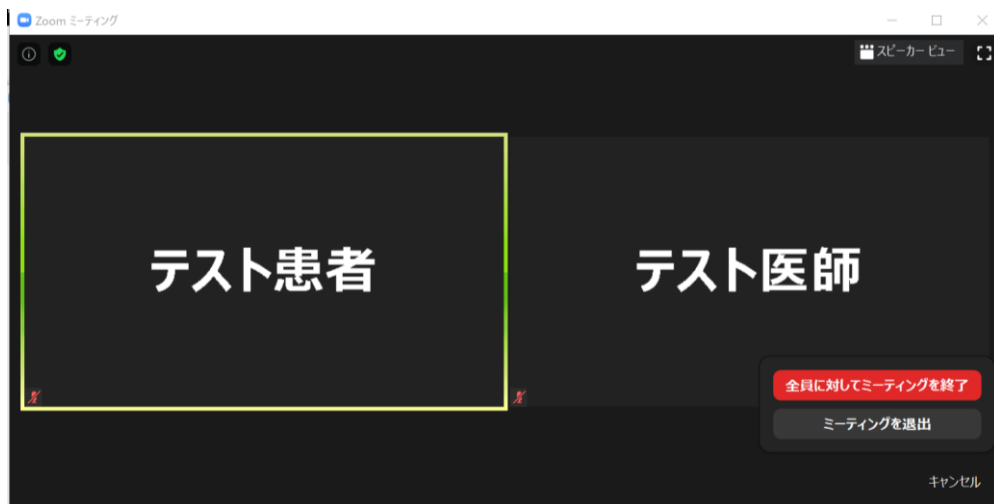 Zoom ミーティング
スピーカー ビュー
テスト患者
テスト医師
全員に対してミーティングを終了
ミーティングを退出
キャンセル